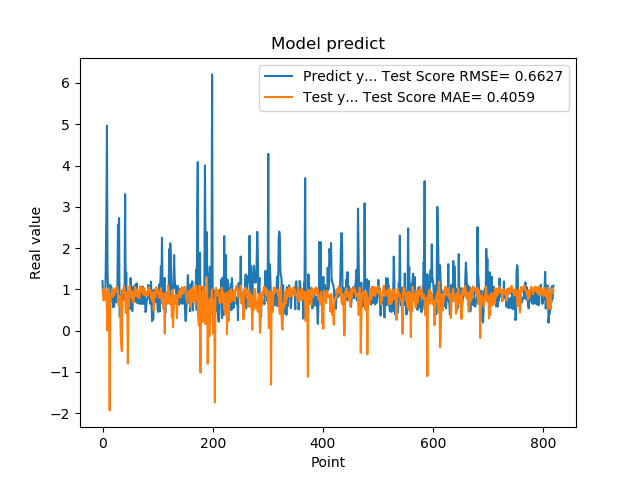 Model predict
Predict y... Test Score RMSE= 0.6627
Test y... Test Score MAE= 0.4059
Real value
6
5
4
3
2
1
0
−1
−2
0 200 400 600 800
Point